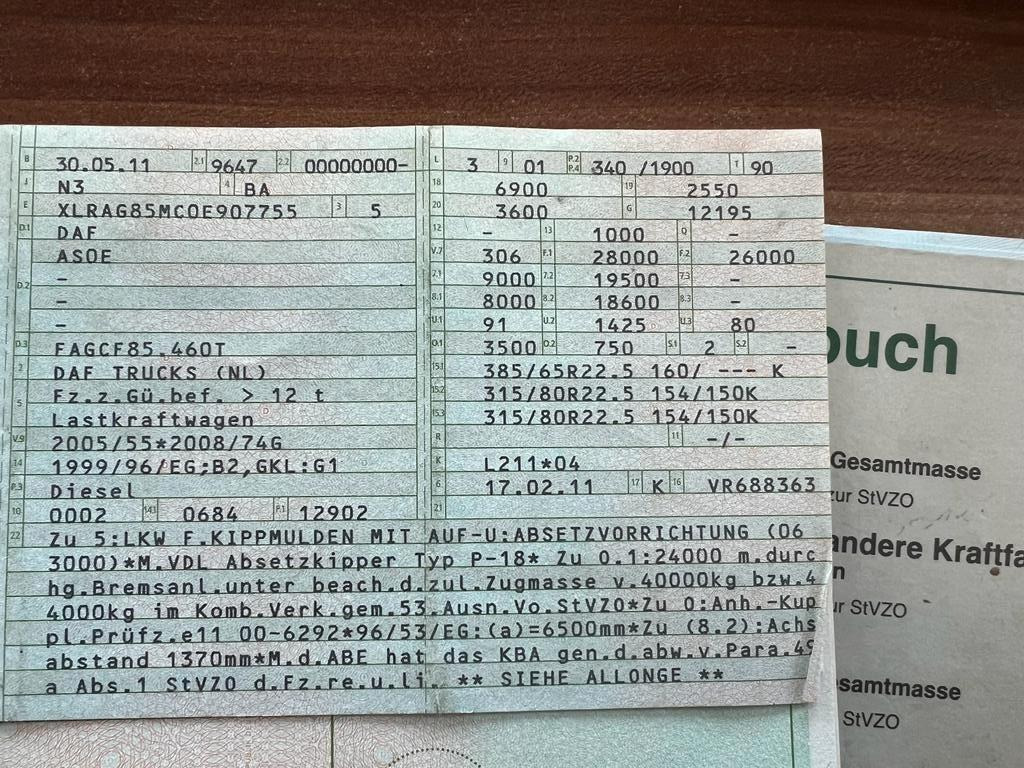 B 30.05.11 2.1 9647 2.2 00000000-
J N3 4 BA
E XLRAG85MC0E907755 3 5
D.1 DAF
AS0E
-
D.2 -
-
D.3 FAGCF85.460T
2 DAF TRUCKS (NL)
5 Fz.z.Gü.bef. > 12 t
Lastkraftwagen
V.9 2005/55*2008/74G
14 1999/96/EG;B2,GKL:G1
P.3 Diesel
10 0002 14.1 0684 P.1 12902
L 3 9 01 P.2 P.4 340 /1900 T 90
18 6900 19 2550
20 3600 G 12195
12 - 13 1000 Q -
V.7 306 F.1 28000 F.2 26000
7.1 9000 7.2 19500 7.3 -
8.1 8000 8.2 18600 8.3 -
U.1 91 U.2 1425 U.3 80
O.1 3500 O.2 750 S.1 2 S.2 -
15.1 385/65R22.5 160/ --- K
15.2 315/80R22.5 154/150K
15.3 315/80R22.5 154/150K
R 11 -/-
K L211*04
6 17.02.11 17 K 16 VR688363
21
22 Zu 5:LKW F.KIPPMULDEN MIT AUF-U:ABSETZVORRICHTUNG (06
3000)*M.VDL Absetzkipper Typ P-18* Zu 0.1:24000 m.durc
hg.Bremsanl.unter beach.d.zul.Zugmasse v.40000kg bzw.4
4000kg im Komb.Verk.gem.53.Ausn.Vo.StVZO*Zu O:Anh.-Kup
pl.Prüfz.e11 00-6292*96/53/EG:(a)=6500mm*Zu (8.2):Achs
abstand 1370mm*M.d.ABE hat das KBA gen.d.abw.v.Para.49
a Abs.1 StVZO d.Fz.re.u.li. ** SIEHE ALLONGE **
buch
Gesamtmasse
zur StVZO
andere Kraftfa
n
ur StVZO
samtmasse
StVZO